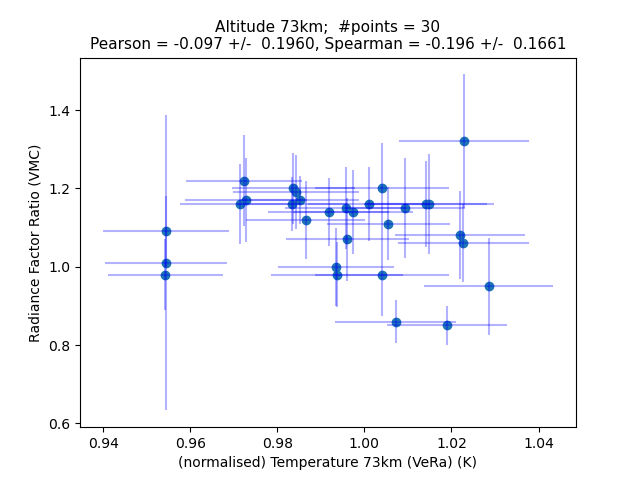 Altitude 73km;  #points = 30
Pearson = -0.097 +/-  0.1960, Spearman = -0.196 +/-  0.1661
Radiance Factor Ratio (VMC)
1.4
1.2
1.0
0.8
0.6
0.94 0.96 0.98 1.00 1.02 1.04
(normalised) Temperature 73km (VeRa) (K)